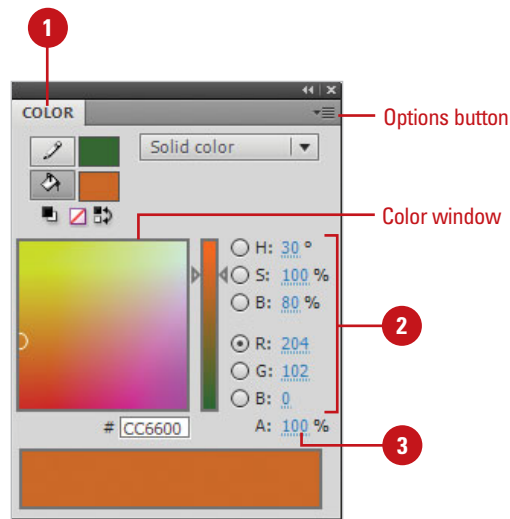 1
COLOR
Options button
Solid color
Color window
H: 30 °
S: 100 %
B: 80 %
R: 204
G: 102
B: 0
2
# CC6600
A: 100 %
3